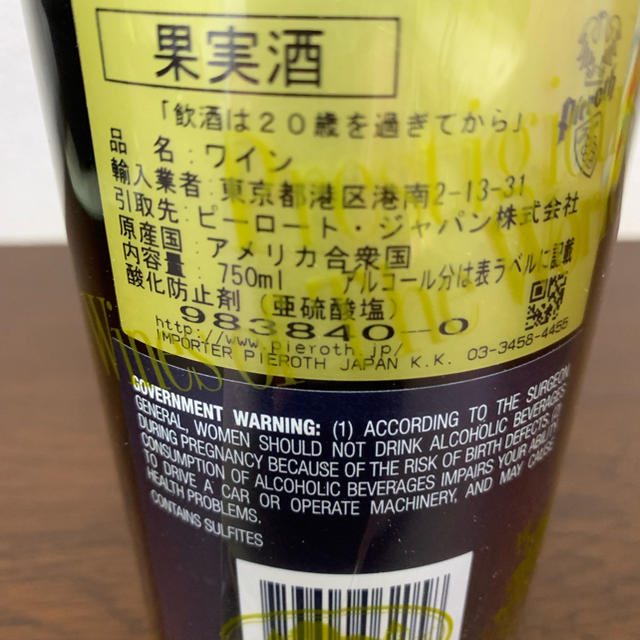 果実酒
「飲酒は20歳を過ぎてから」
品名:ワイン
輸入業者:東京都港区港南2-13-31
引取先:ピーロート・ジャパン株式会社
原産国:アメリカ合衆国
内容量:750ml アルコール分は表ラベルに記載
酸化防止剤(亜硫酸塩)
983840-0
http://www.pieroth.jp/
IMPORTER PIEROTH JAPAN K.K. 03-3458-4455
Wines of
GOVERNMENT WARNING: (1) ACCORDING TO THE SURGEON
GENERAL, WOMEN SHOULD NOT DRINK ALCOHOLIC BEVERAGES
DURING PREGNANCY BECAUSE OF THE RISK OF BIRTH DEFECTS.
CONSUMPTION OF ALCOHOLIC BEVERAGES IMPAIRS YOUR ABILITY
TO DRIVE A CAR OR OPERATE MACHINERY, AND MAY CAUSE
HEALTH PROBLEMS.
CONTAINS SULFITES